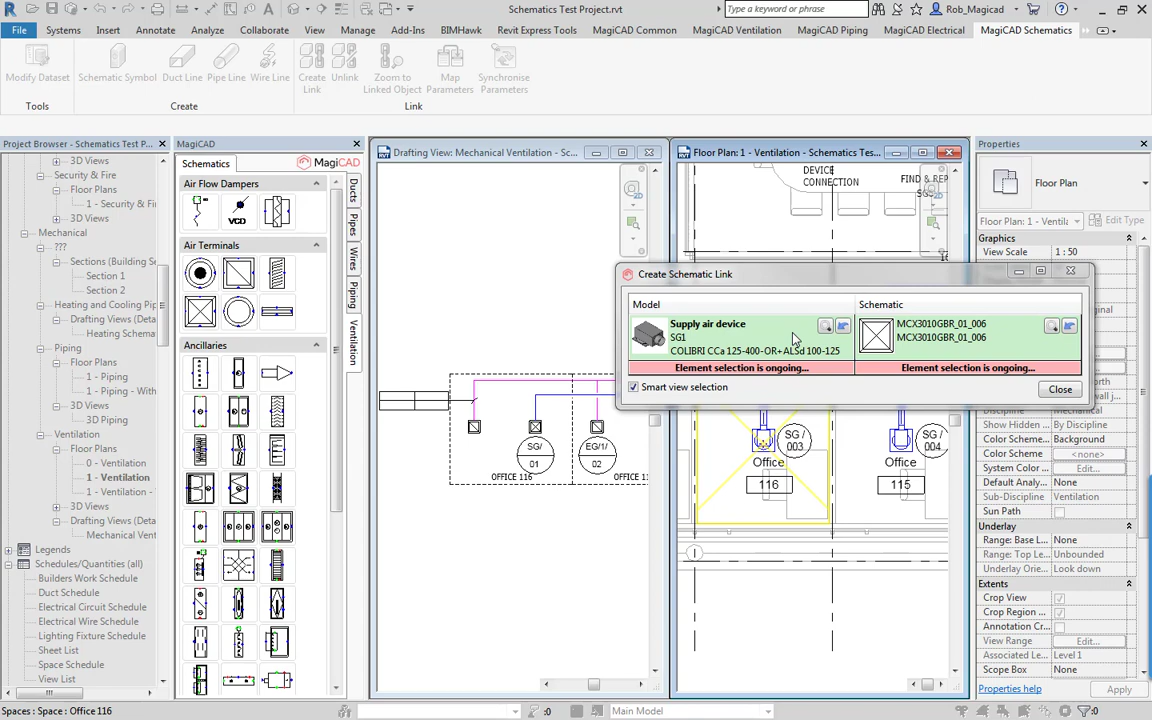 Schematics Test Project.rvt
Type a keyword or phrase
Rob_Magicad
File
Systems
Insert
Annotate
Analyze
Collaborate
View
Manage
Add-Ins
BIMHawk
Revit Express Tools
MagiCAD Common
MagiCAD Ventilation
MagiCAD Piping
MagiCAD Electrical
MagiCAD Schematics
Modify Dataset
Schematic Symbol
Duct Line
Pipe Line
Wire Line
Create Link
Unlink
Zoom to Linked Object
Map Parameters
Synchronise Parameters
Tools
Create
Link
Project Browser - Schematics Test P...
3D Views
Security & Fire
Floor Plans
1 - Security & Fi
3D Views
Mechanical
???
Sections (Building Se
Section 1
Section 2
Heating and Cooling Pip
Drafting Views (Deta
Heating Schema
Piping
Floor Plans
1 - Piping
1 - Piping - With
3D Views
3D Piping
Ventilation
Floor Plans
0 - Ventilation
1 - Ventilation
1 - Ventilation -
3D Views
Drafting Views (Deta
Mechanical Vent
Legends
Schedules/Quantities (all)
Builders Work Schedule
Duct Schedule
Electrical Circuit Schedule
Electrical Wire Schedule
Lighting Fixture Schedule
Sheet List
Space Schedule
View List
MagiCAD
Schematics
MagiCAD
Air Flow Dampers
VCD
Air Terminals
Ancillaries
Ducts
Pipes
Wires
Piping
Ventilation
Drafting View: Mechanical Ventilation - Sc...
SG/
01
EG/1/
02
OFFICE 116
OFFICE 11
Floor Plan: 1 - Ventilation - Schematics Tes...
DEVICE
CONNECTION
FIND & REP
Create Schematic Link
Model
Schematic
Supply air device
SG1
COLIBRI CCa 125-400-OR+ALSd 100-125
MCX3010GBR_01_006
MCX3010GBR_01_006
Element selection is ongoing...
Element selection is ongoing...
Smart view selection
Close
SG /
003
Office
116
SG /
004
Office
115
Properties
Floor Plan
Floor Plan: 1 - Ventila
Edit Type
Graphics
View Scale
1 : 50
Show Hidden ...
By Discipline
Color Scheme...
Background
Color Scheme
<none>
System Color ...
Edit...
Default Analy...
None
Sub-Discipline
Ventilation
Sun Path
Underlay
Range: Base L...
None
Range: Top Le...
Unbounded
Underlay Orie...
Look down
Extents
Crop View
Crop Region ...
Annotation Cr...
View Range
Edit...
Associated Le...
Level 1
Scope Box
None
Properties help
Apply
Spaces : Space : Office 116
:0
Main Model
:0